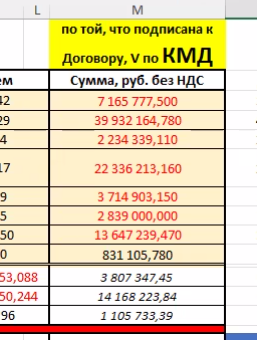 L M
по той, что подписана к
Договору, V по КМД
ем Сумма, руб. без НДС
42 7 165 777,500
29 39 932 164,780
4 2 234 339,110
17 22 336 213,160
9 3 714 903,150
5 2 839 000,000
50 13 647 239,470
0 831 105,780
53,088 3 807 347,45
50,244 14 168 223,84
96 1 105 733,39